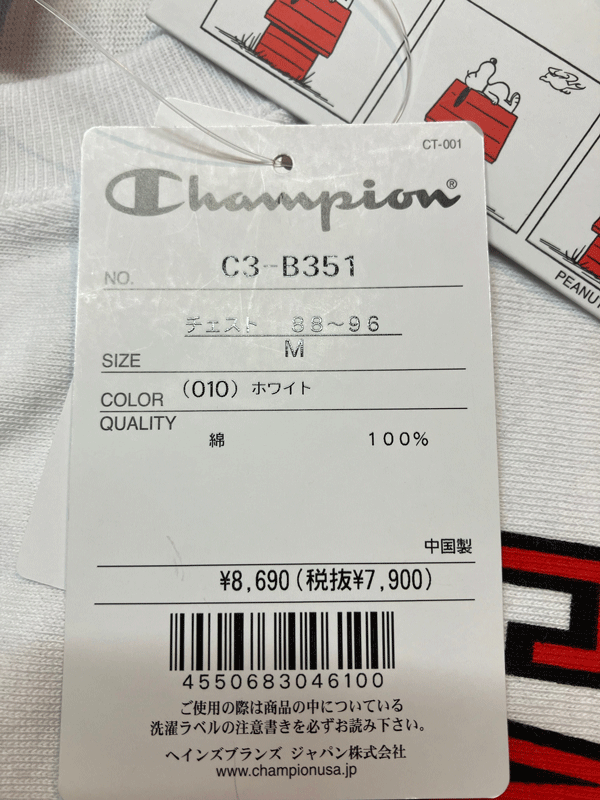 CT-001
Champion®
NO. C3-B351
チェスト 88～96
SIZE M
COLOR (010) ホワイト
QUALITY
綿 100%
中国製
¥8,690(税抜¥7,900)
4550683046100
ご使用の際は商品の中についている
洗濯ラベルの注意書きを必ずお読み下さい。
ヘインズブランズ ジャパン株式会社
www.championusa.jp
PEANUT